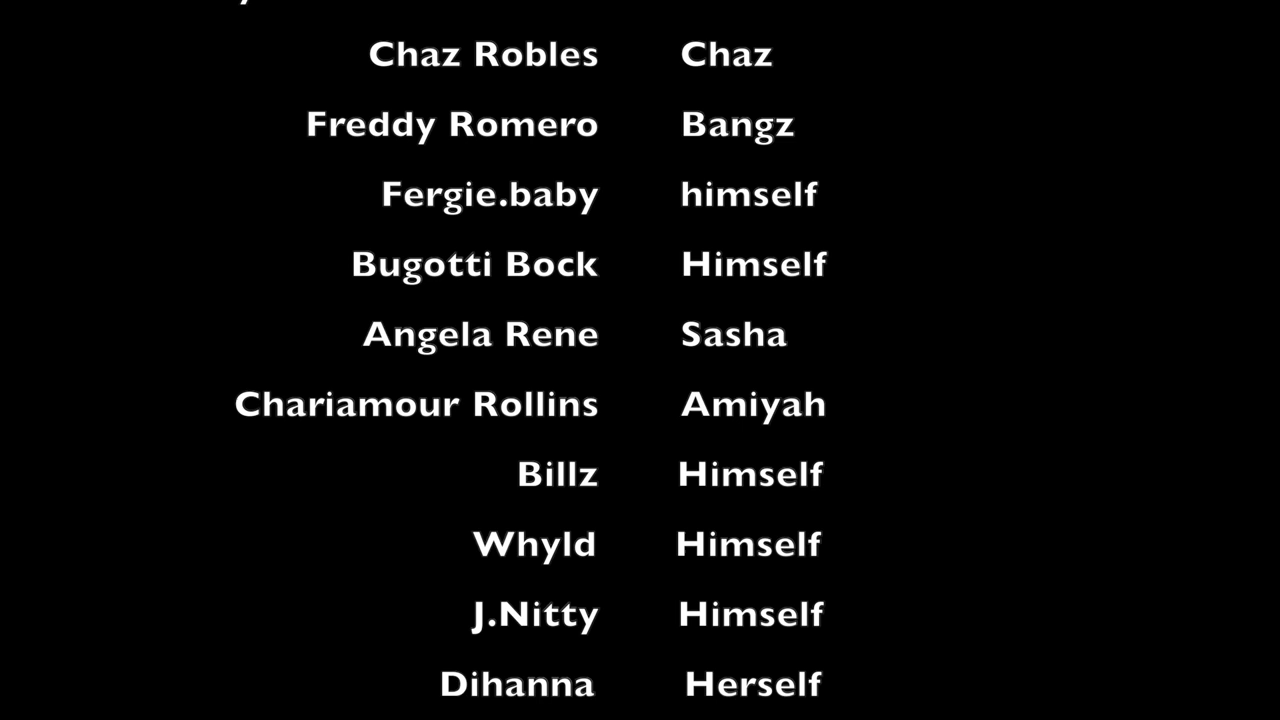 Chaz Robles Chaz
Freddy Romero Bangz
Fergie.baby himself
Bugotti Bock Himself
Angela Rene Sasha
Chariamour Rollins Amiyah
Billz Himself
Whyld Himself
J.Nitty Himself
Dihanna Herself